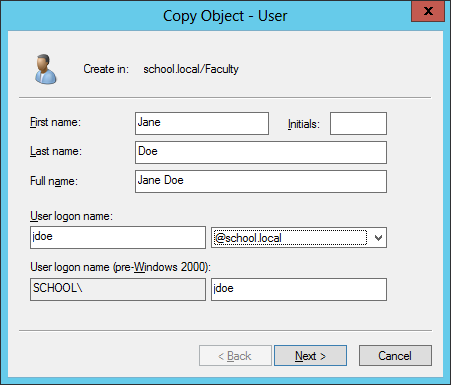 Copy Object - User
x
Create in: school.local/Faculty
First name: Jane Initials:
Last name: Doe
Full name: Jane Doe
User logon name:
jdoe @school.local
User logon name (pre-Windows 2000):
SCHOOL\ jdoe
< Back Next > Cancel